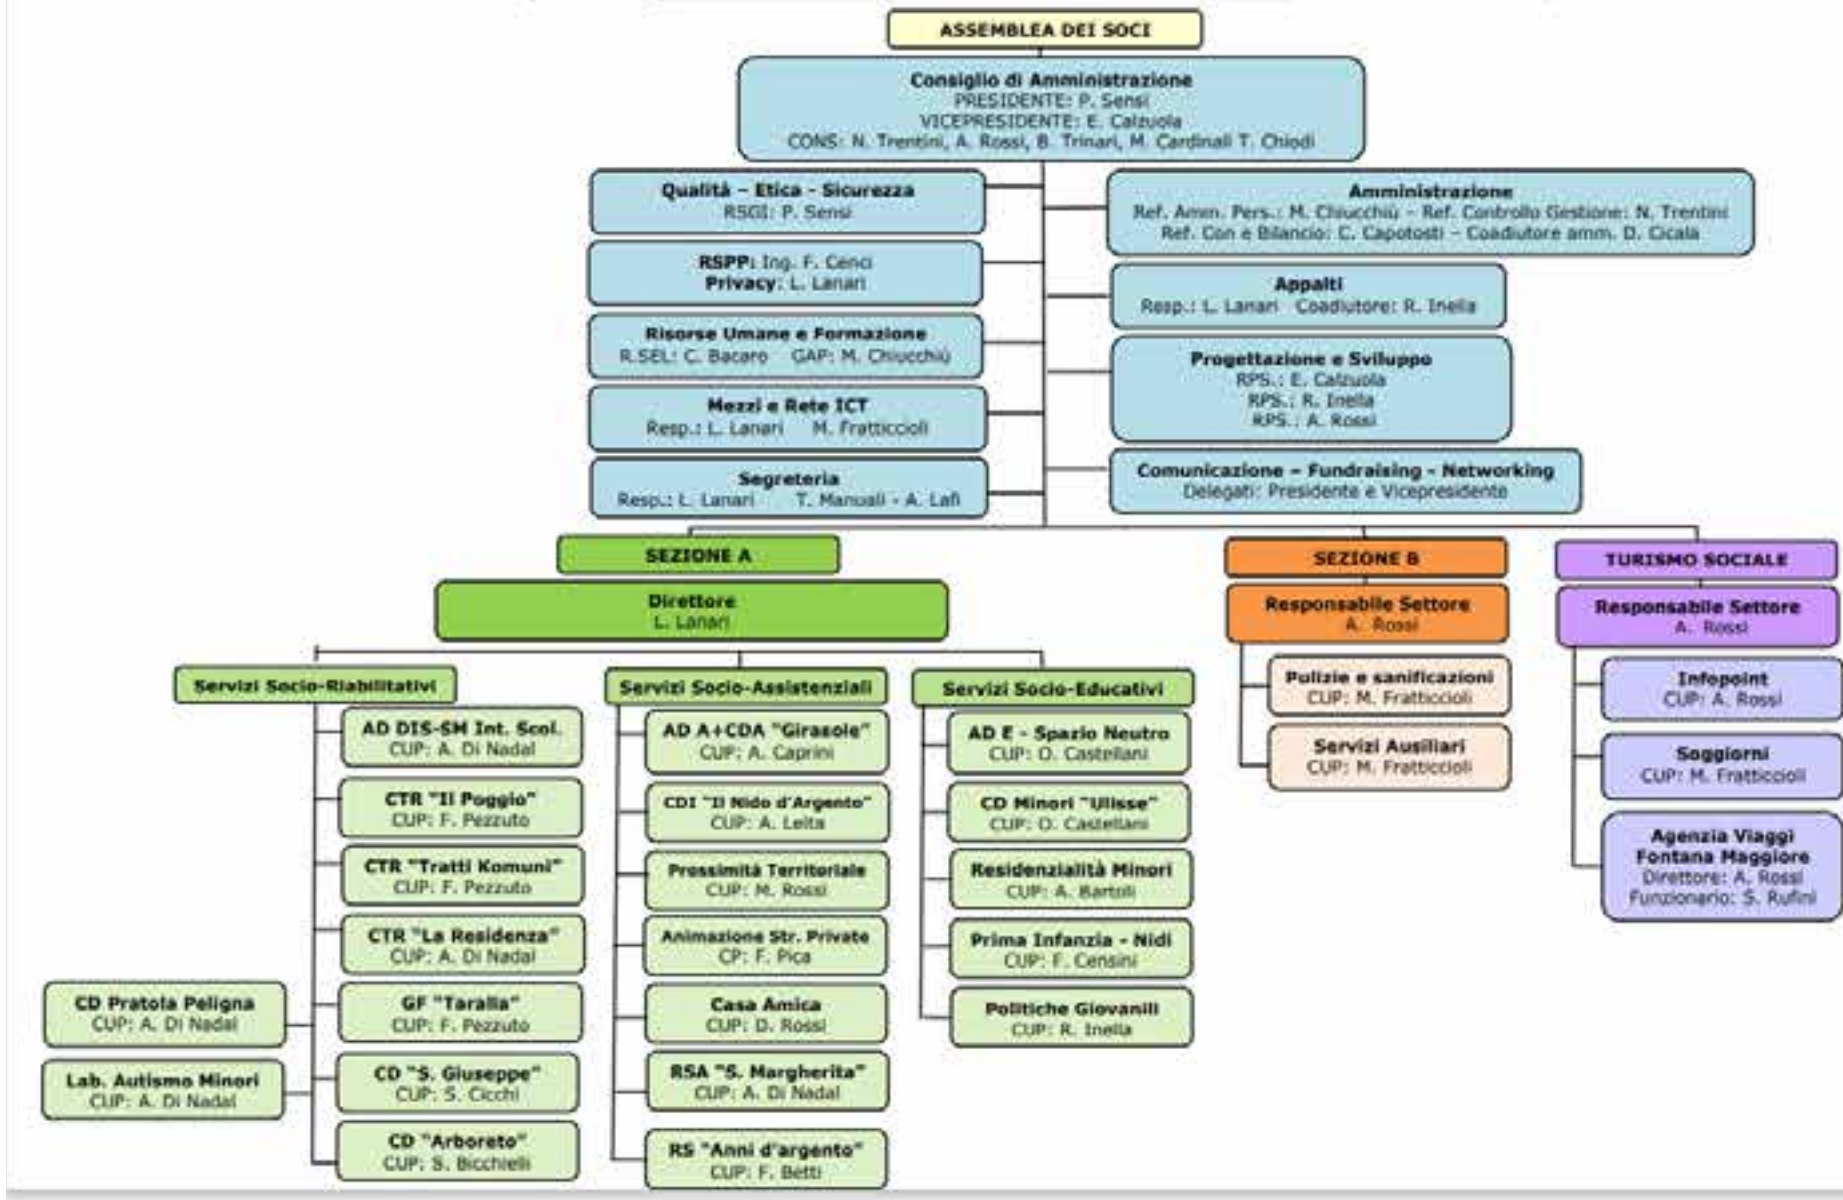 ASSEMBLEA DEI SOCI
Consiglio di Amministrazione
PRESIDENTE: P. Sensi
VICEPRESIDENTE: E. Calzuola
CONS: N. Trentini, A. Rossi, B. Trinari, M. Cardinali T. Chiodi
Qualità – Etica - Sicurezza
RSGI: P. Sensi
Amministrazione
Ref. Amm. Pers.: M. Chiucchiù – Ref. Controllo Gestione: N. Trentini
Ref. Con e Bilancio: C. Capotosti – Coadiutore amm. D. Cicala
RSPP: Ing. F. Cenci
Privacy: L. Lanari
Appalti
Resp.: L. Lanari Coadiutore: R. Inella
Risorse Umane e Formazione
R.SEL: C. Bacaro GAP: M. Chiucchiù
Progettazione e Sviluppo
RPS.: E. Calzuola
RPS.: R. Inella
RPS.: A. Rossi
Mezzi e Rete ICT
Resp.: L. Lanari M. Fratticcioli
Segreteria
Resp.: L. Lanari T. Manuali - A. Lafi
Comunicazione – Fundraising - Networking
Delegati: Presidente e Vicepresidente
SEZIONE A
Direttore
L. Lanari
Servizi Socio-Riabilitativi
AD DIS-SM Int. Scol.
CUP: A. Di Nadal
CTR "Il Poggio"
CUP: F. Pezzuto
CTR "Tratti Komuni"
CUP: F. Pezzuto
CTR "La Residenza"
CUP: A. Di Nadal
CD Pratola Peligna
CUP: A. Di Nadal
GF "Taralla"
CUP: F. Pezzuto
Lab. Autismo Minori
CUP: A. Di Nadal
CD "S. Giuseppe"
CUP: S. Cicchi
CD "Arboreto"
CUP: S. Bicchielli
Servizi Socio-Assistenziali
AD A+CDA "Girasole"
CUP: A. Caprini
CDI "Il Nido d'Argento"
CUP: A. Leita
Prossimità Territoriale
CUP: M. Rossi
Animazione Str. Private
CP: F. Pica
Casa Amica
CUP: D. Rossi
RSA "S. Margherita"
CUP: A. Di Nadal
RS "Anni d'argento"
CUP: F. Betti
Servizi Socio-Educativi
AD E - Spazio Neutro
CUP: O. Castellani
CD Minori "Ulisse"
CUP: O. Castellani
Residenzialità Minori
CUP: A. Bartoli
Prima Infanzia - Nidi
CUP: F. Censini
Politiche Giovanili
CUP: R. Inella
SEZIONE B
Responsabile Settore
A. Rossi
Pulizie e sanificazioni
CUP: M. Fratticcioli
Servizi Ausiliari
CUP: M. Fratticcioli
TURISMO SOCIALE
Responsabile Settore
A. Rossi
Infopoint
CUP: A. Rossi
Soggiorni
CUP: M. Fratticcioli
Agenzia Viaggi
Fontana Maggiore
Direttore: A. Rossi
Funzionario: S. Rufini